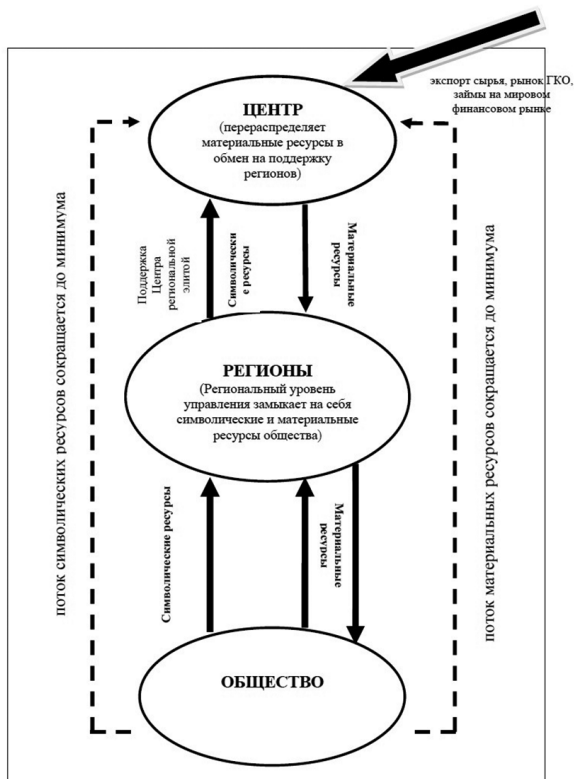 экспорт сырья, рынок ГКО,
займы на мировом
финансовом рынке
ЦЕНТР
(перераспределяет
материальные ресурсы в
обмен на поддержку
регионов)
поток символических ресурсов сокращается до минимума
Поддержка
Центра
региональной
элитой
Символически
е ресурсы
Материальные
ресурсы
поток материальных ресурсов сокращается до минимума
РЕГИОНЫ
(Региональный уровень
управления замыкает на себя
символические и материальные
ресурсы общества)
Символические ресурсы
Материальные
ресурсы
ОБЩЕСТВО